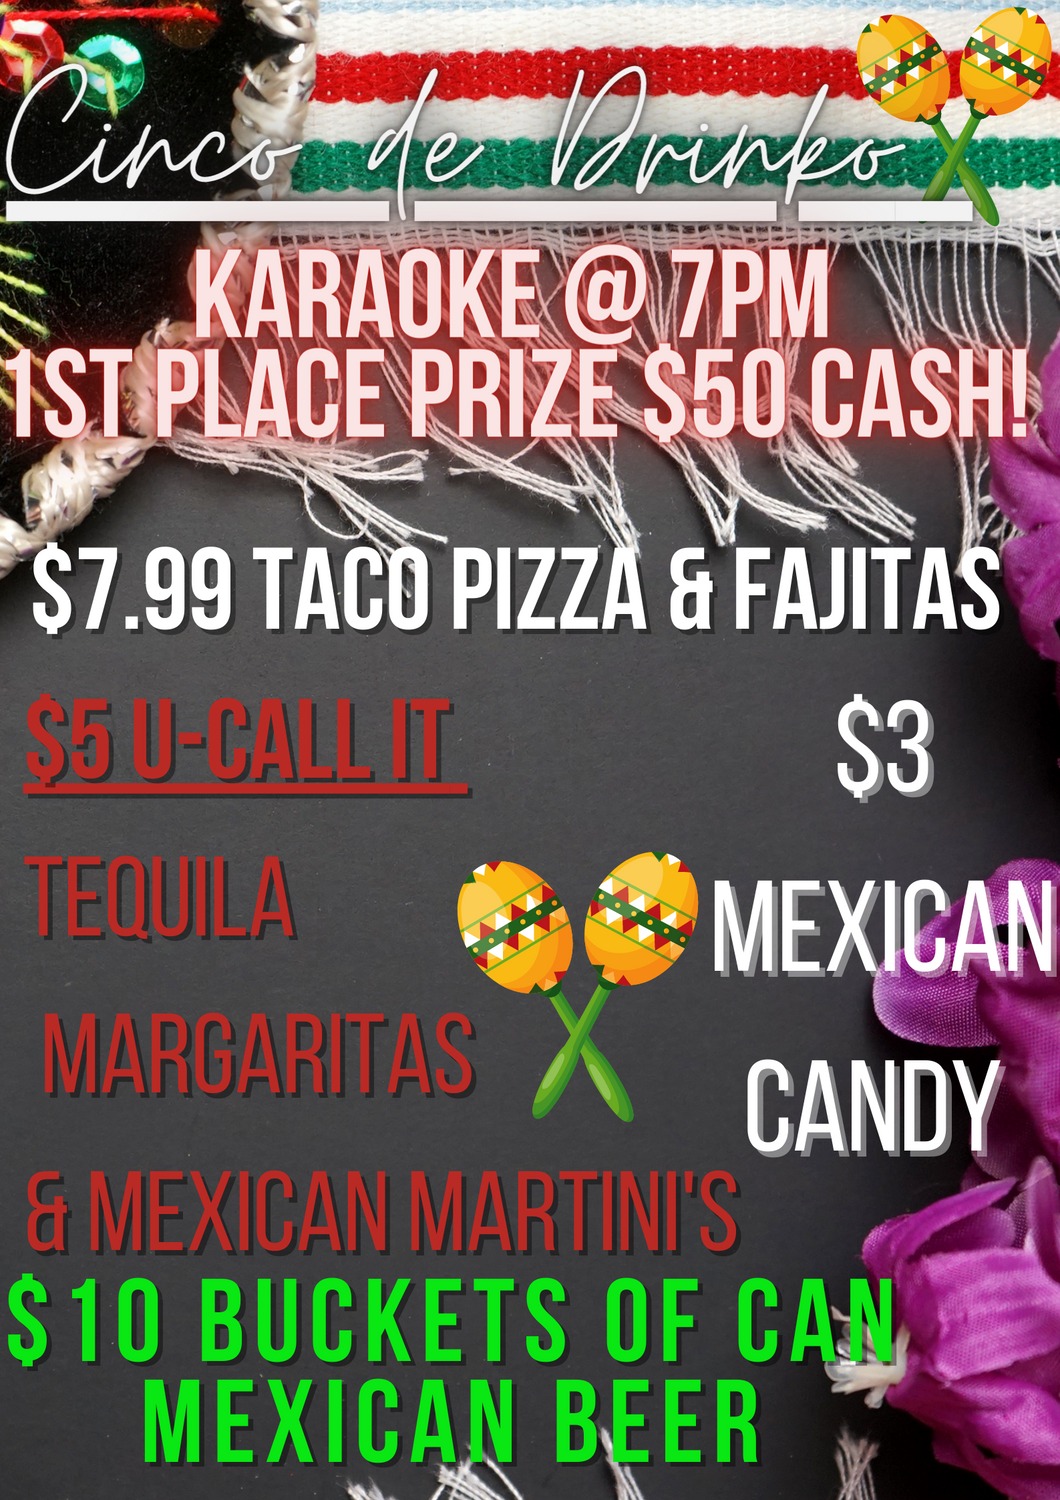 Cinco de Drinko
KARAOKE @ 7PM
1ST PLACE PRIZE $50 CASH!
$7.99 TACO PIZZA & FAJITAS
$5 U-CALL IT
TEQUILA
MARGARITAS
& MEXICAN MARTINI'S
$3
MEXICAN
CANDY
$10 BUCKETS OF CAN
MEXICAN BEER